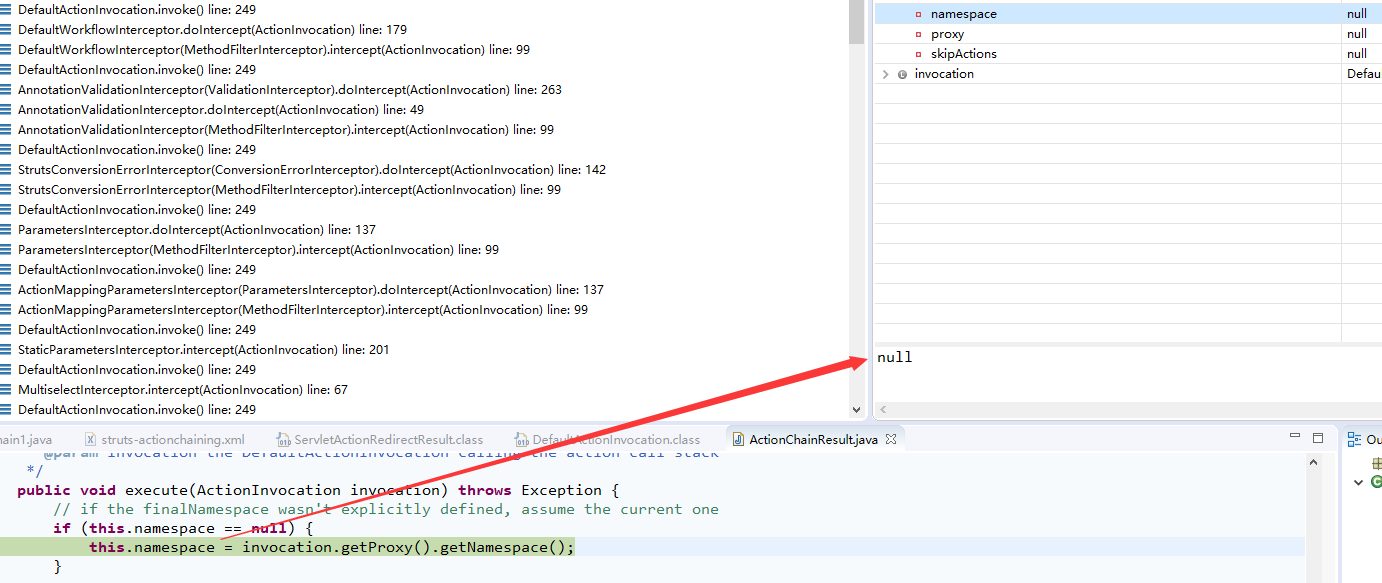 DefaultActionInvocation.invoke() line: 249
DefaultWorkflowInterceptor.doIntercept(ActionInvocation) line: 179
DefaultWorkflowInterceptor(MethodFilterInterceptor).intercept(ActionInvocation) line: 99
DefaultActionInvocation.invoke() line: 249
AnnotationValidationInterceptor(ValidationInterceptor).doIntercept(ActionInvocation) line: 263
AnnotationValidationInterceptor.doIntercept(ActionInvocation) line: 49
AnnotationValidationInterceptor(MethodFilterInterceptor).intercept(ActionInvocation) line: 99
DefaultActionInvocation.invoke() line: 249
StrutsConversionErrorInterceptor(ConversionErrorInterceptor).doIntercept(ActionInvocation) line: 142
StrutsConversionErrorInterceptor(MethodFilterInterceptor).intercept(ActionInvocation) line: 99
DefaultActionInvocation.invoke() line: 249
ParametersInterceptor.doIntercept(ActionInvocation) line: 137
ParametersInterceptor(MethodFilterInterceptor).intercept(ActionInvocation) line: 99
DefaultActionInvocation.invoke() line: 249
ActionMappingParametersInterceptor(ParametersInterceptor).doIntercept(ActionInvocation) line: 137
ActionMappingParametersInterceptor(MethodFilterInterceptor).intercept(ActionInvocation) line: 99
DefaultActionInvocation.invoke() line: 249
StaticParametersInterceptor.intercept(ActionInvocation) line: 201
DefaultActionInvocation.invoke() line: 249
MultiselectInterceptor.intercept(ActionInvocation) line: 67
DefaultActionInvocation.invoke() line: 249
namespace null
proxy null
skipActions null
invocation Defau
null
hain1.java struts-actionchaining.xml ServletActionRedirectResult.class DefaultActionInvocation.class ActionChainResult.java Ou
@param invocation the DefaultActionInvocation calling the action call stack
*/
public void execute(ActionInvocation invocation) throws Exception {
// if the finalNamespace wasn't explicitly defined, assume the current one
if (this.namespace == null) {
this.namespace = invocation.getProxy().getNamespace();
}